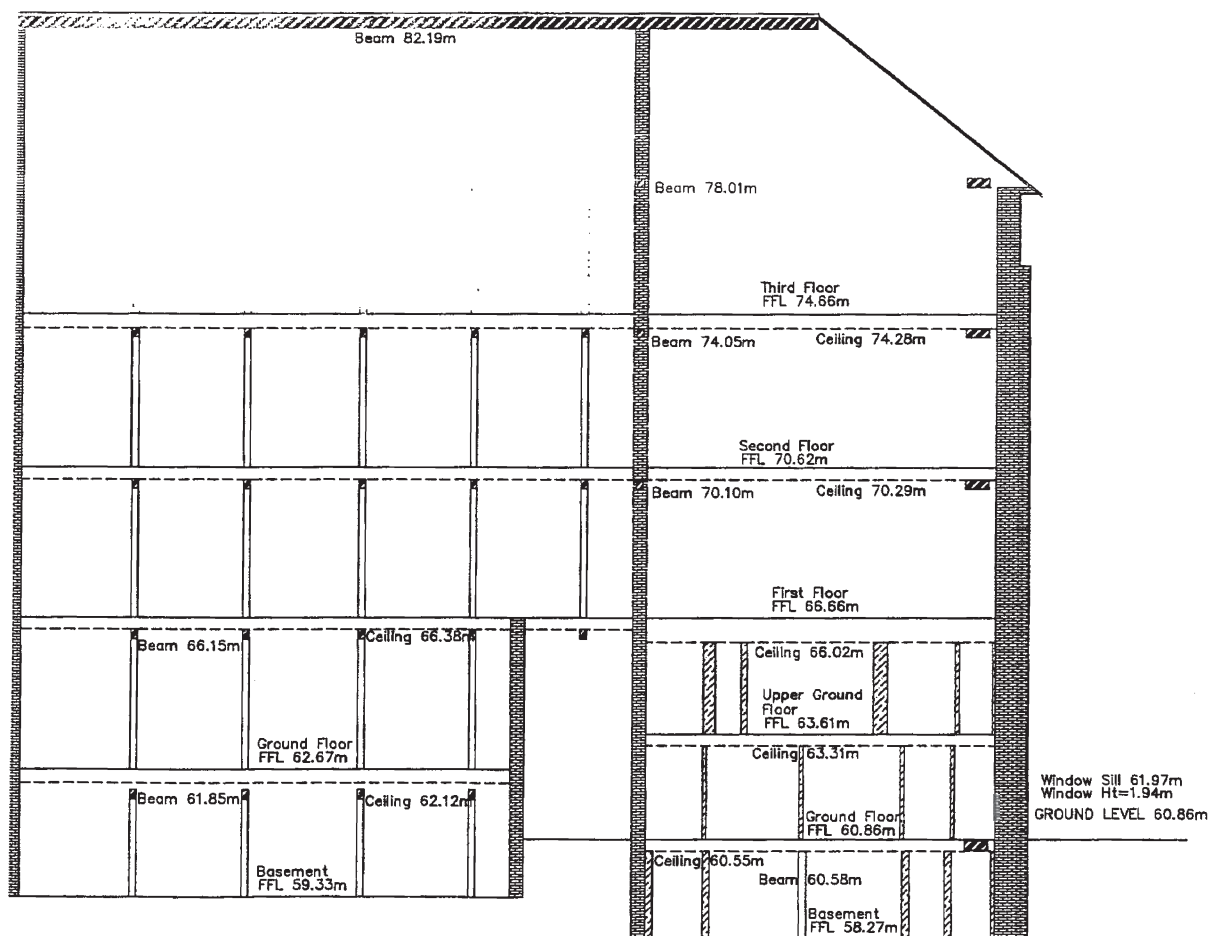 Beam 82.19m
Beam 78.01m
Third Floor
FFL 74.66m
Beam 74.05m
Ceiling 74.28m
Second Floor
FFL 70.62m
Beam 70.10m
Ceiling 70.29m
First Floor
FFL 66.66m
Beam 66.15m
Ceiling 66.38m
Ceiling 66.02m
Upper Ground
Floor
FFL 63.61m
Ground Floor
FFL 62.67m
Ceiling 63.31m
Window Sill 61.97m
Window Ht=1.94m
GROUND LEVEL 60.86m
Beam 61.85m
Ceiling 62.12m
Ground Floor
FFL 60.86m
Ceiling 60.55m
Beam 60.58m
Basement
FFL 59.33m
Basement
FFL 58.27m